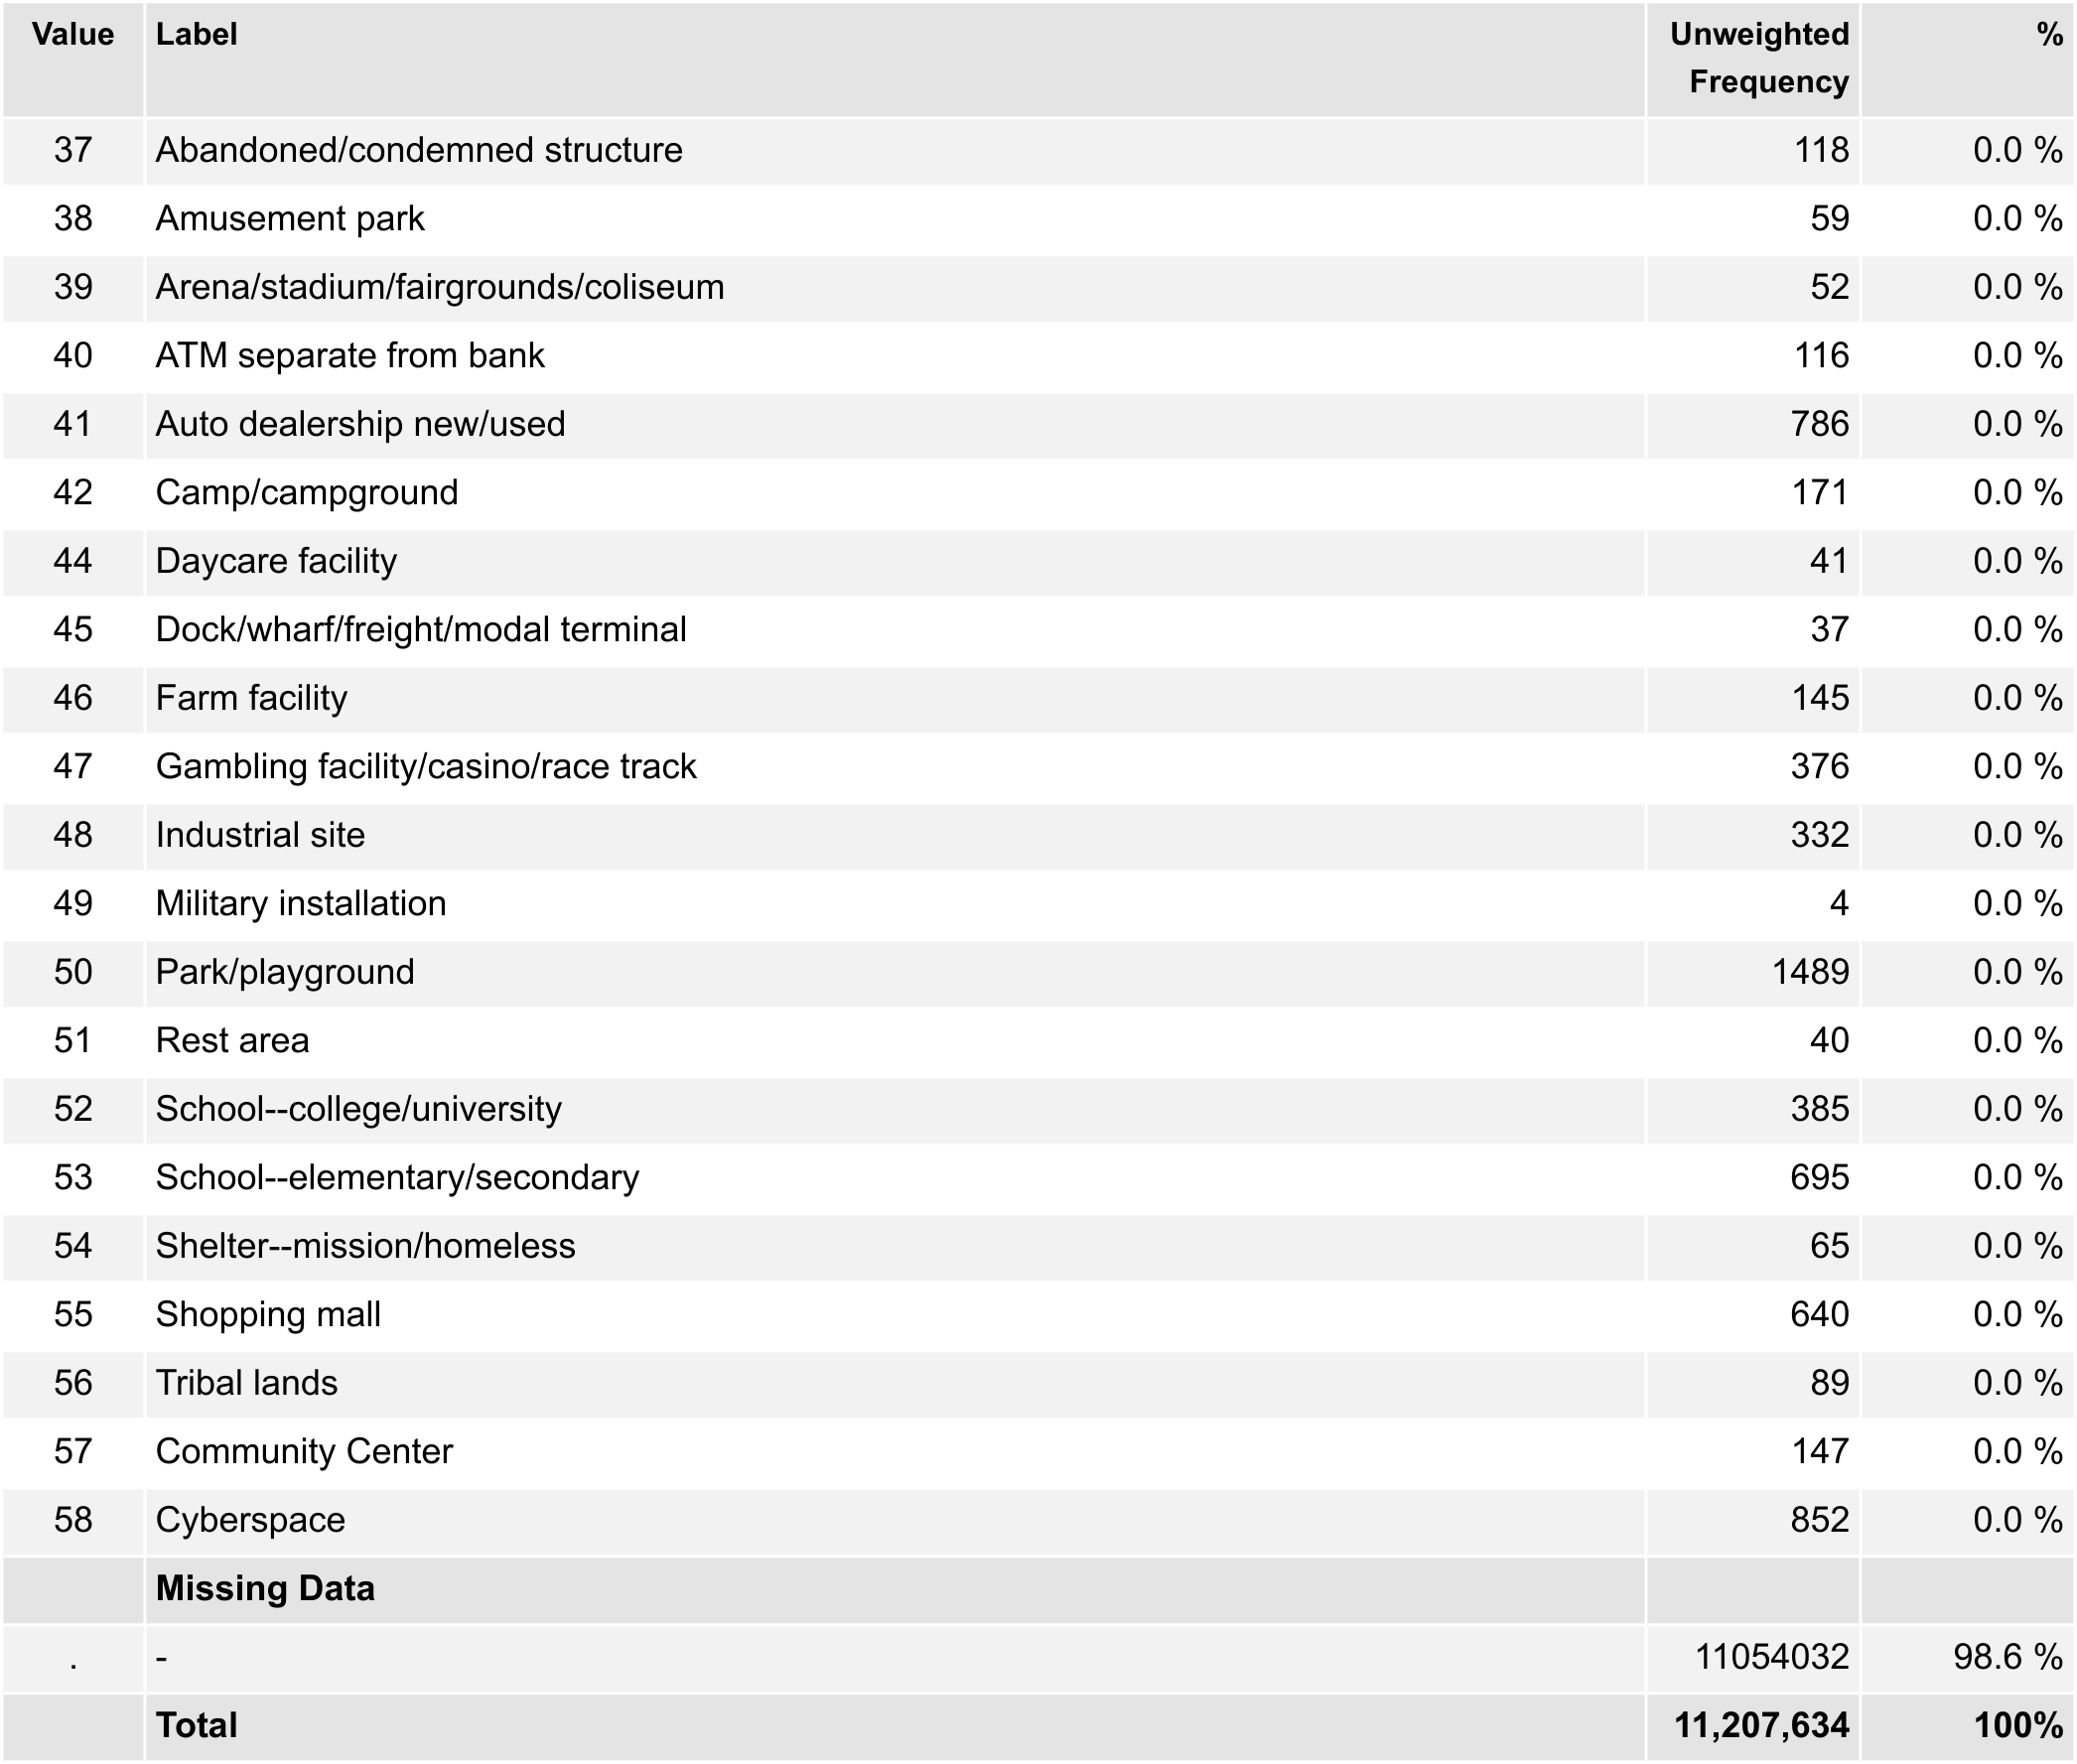 Value Label Unweighted Frequency %
37 Abandoned/condemned structure 118 0.0 %
38 Amusement park 59 0.0 %
39 Arena/stadium/fairgrounds/coliseum 52 0.0 %
40 ATM separate from bank 116 0.0 %
41 Auto dealership new/used 786 0.0 %
42 Camp/campground 171 0.0 %
44 Daycare facility 41 0.0 %
45 Dock/wharf/freight/modal terminal 37 0.0 %
46 Farm facility 145 0.0 %
47 Gambling facility/casino/race track 376 0.0 %
48 Industrial site 332 0.0 %
49 Military installation 4 0.0 %
50 Park/playground 1489 0.0 %
51 Rest area 40 0.0 %
52 School--college/university 385 0.0 %
53 School--elementary/secondary 695 0.0 %
54 Shelter--mission/homeless 65 0.0 %
55 Shopping mall 640 0.0 %
56 Tribal lands 89 0.0 %
57 Community Center 147 0.0 %
58 Cyberspace 852 0.0 %
Missing Data
. - 11054032 98.6 %
Total 11,207,634 100%